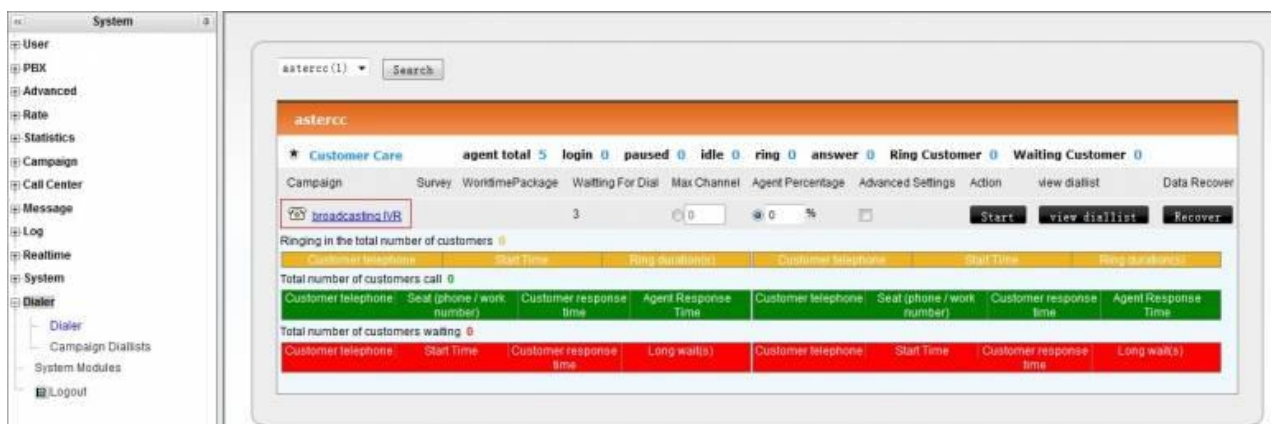 System
User
PBX
Advanced
Rate
Statistics
Campaign
Call Center
Message
Log
Realtime
System
Dialer
Dialer
Campaign Diallists
System Modules
Logout
astercc(1) Search
astercc
★ Customer Care agent total 5 login 0 paused 0 idle 0 ring 0 answer 0 Ring Customer 0 Waiting Customer 0
Campaign Survey WorktimePackage Waitting For Dial Max Channel Agent Percentage Advanced Settings Action view diallist Data Recover
broadcasting IVR 3 0 0 % Start view diallist Recover
Ringing in the total number of customers 0
Customer telephone Start Time Ring duration(s) Customer telephone Start Time Ring duration(s)
Total number of customers call 0
Customer telephone Seat (phone / work number) Customer response time Agent Response Time Customer telephone Seat (phone / work number) Customer response time Agent Response Time
Total number of customers waiting 0
Customer telephone Start Time Customer response time Long wait(s) Customer telephone Start Time Customer response time Long wait(s)